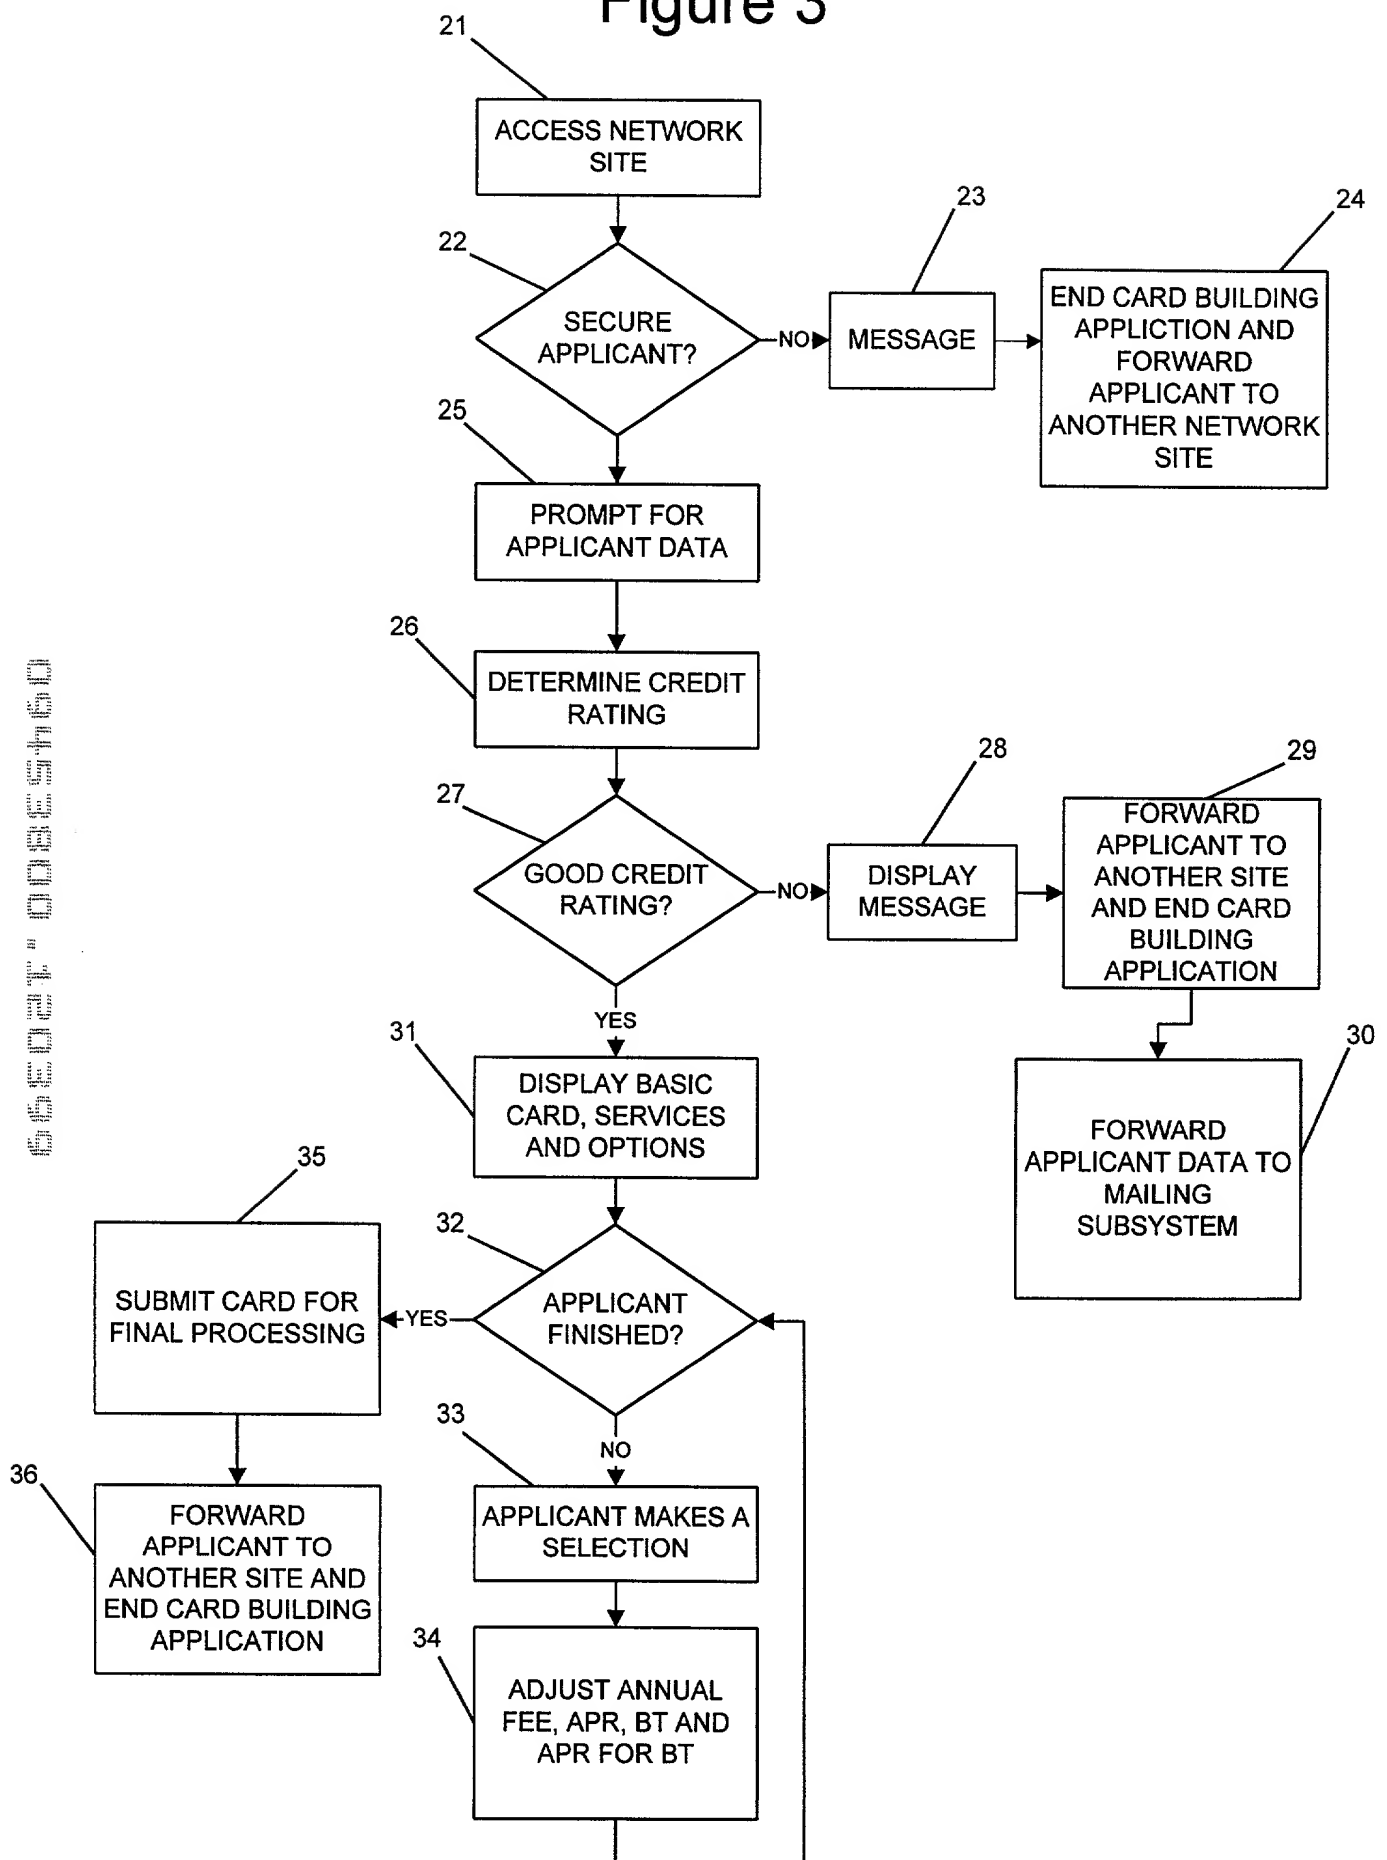 Figure 3
21
ACCESS NETWORK
SITE
22
SECURE
APPLICANT?
NO
23
MESSAGE
24
END CARD BUILDING
APPLICTION AND
FORWARD
APPLICANT TO
ANOTHER NETWORK
SITE
25
PROMPT FOR
APPLICANT DATA
26
DETERMINE CREDIT
RATING
27
GOOD CREDIT
RATING?
NO
28
DISPLAY
MESSAGE
29
FORWARD
APPLICANT TO
ANOTHER SITE
AND END CARD
BUILDING
APPLICATION
30
FORWARD
APPLICANT DATA TO
MAILING
SUBSYSTEM
YES
31
DISPLAY BASIC
CARD, SERVICES
AND OPTIONS
32
APPLICANT
FINISHED?
YES
35
SUBMIT CARD FOR
FINAL PROCESSING
36
FORWARD
APPLICANT TO
ANOTHER SITE AND
END CARD BUILDING
APPLICATION
NO
33
APPLICANT MAKES A
SELECTION
34
ADJUST ANNUAL
FEE, APR, BT AND
APR FOR BT